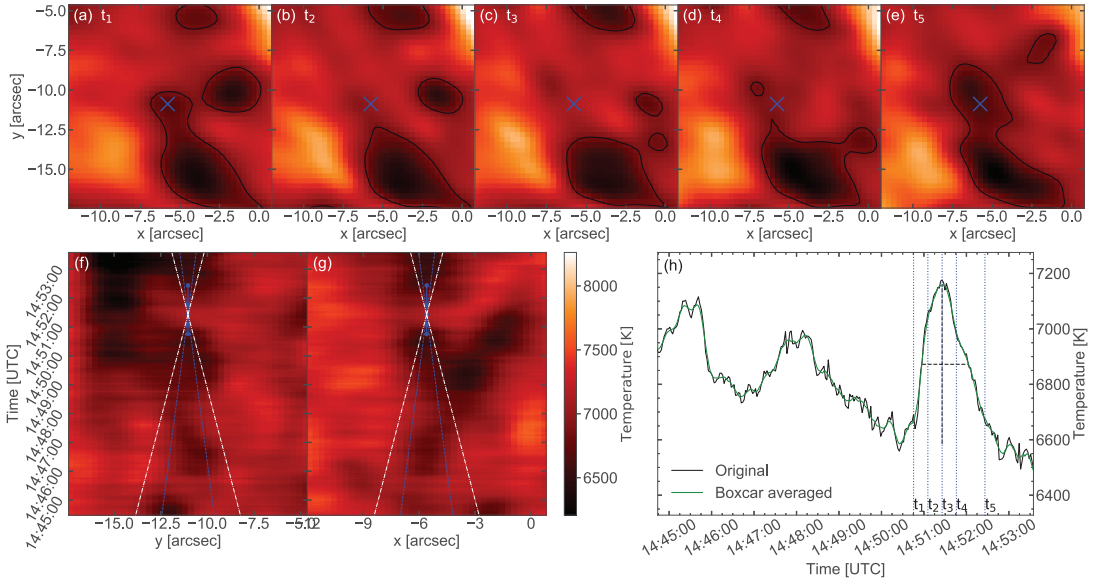 (a) t₁
(b) t₂
(c) t₃
(d) t₄
(e) t₅
−5.0
−7.5
−10.0
−12.5
−15.0
y [arcsec]
−10.0 −7.5 −5.0 −2.5 0.0
−10.0 −7.5 −5.0 −2.5 0.0
−10.0 −7.5 −5.0 −2.5 0.0
−10.0 −7.5 −5.0 −2.5 0.0
−10.0 −7.5 −5.0 −2.5 0.0
x [arcsec]
x [arcsec]
x [arcsec]
x [arcsec]
x [arcsec]
(f)
14:53:00
14:52:00
14:51:00
14:50:00
14:49:00
14:48:00
14:47:00
14:46:00
14:45:00
Time [UTC]
−17.5 −15.0 −12.5 −10.0 −7.5 −5.0
y [arcsec]
(g)
−12 −9 −6 −3 0
x [arcsec]
8000
7500
7000
6500
Temperature [K]
(h)
7200
7000
6800
6600
6400
Temperature [K]
Original
Boxcar averaged
t₁ t₂ t₃ t₄ t₅
14:45:00 14:46:00 14:47:00 14:48:00 14:49:00 14:50:00 14:51:00 14:52:00 14:53:00
Time [UTC]